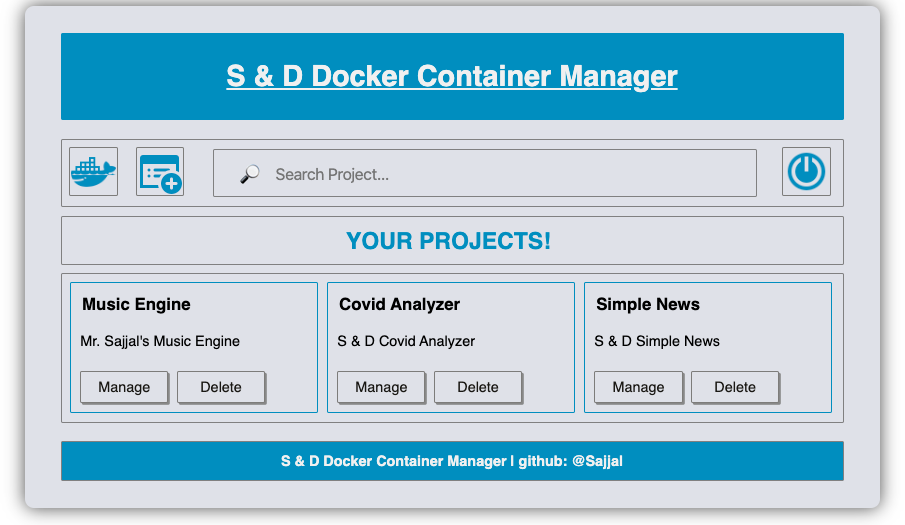 S & D Docker Container Manager
Search Project...
YOUR PROJECTS!
Music Engine
Mr. Sajjal's Music Engine
Manage Delete
Covid Analyzer
S & D Covid Analyzer
Manage Delete
Simple News
S & D Simple News
Manage Delete
S & D Docker Container Manager | github: @Sajjal